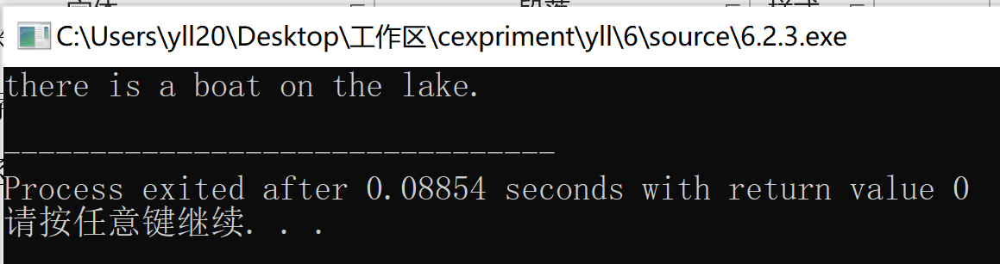 C:\Users\yll20\Desktop\工作区\cexpriment\yll\6\source\6.2.3.exe
there is a boat on the lake.
--------------------------------
Process exited after 0.08854 seconds with return value 0
请按任意键继续. . .